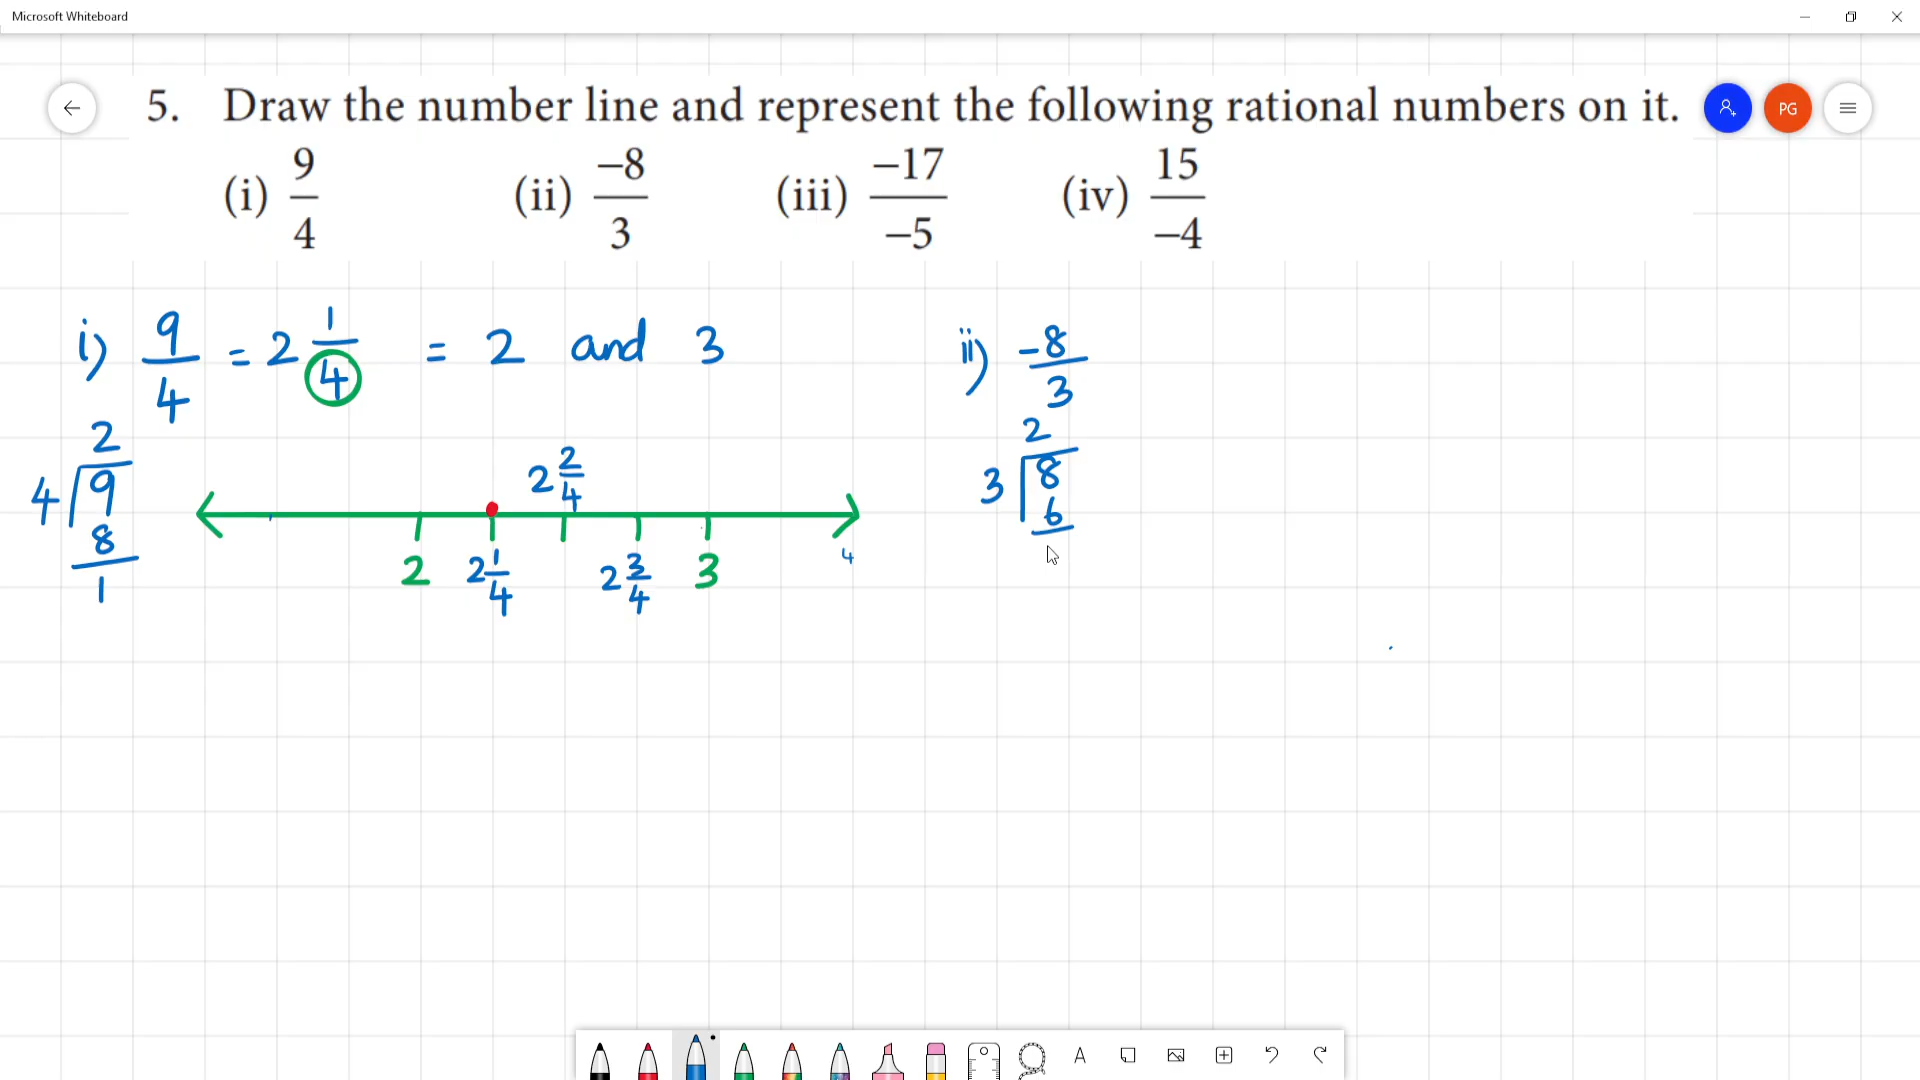 Microsoft Whiteboard
5. Draw the number line and represent the following rational numbers on it.
PG
(i) 9/4 (ii) −8/3 (iii) −17/−5 (iv) 15/−4
i) 9/4 = 2 1/4 = 2 and 3
ii) -8/3
2
4 9
8
1
2 2/4
2 2 1/4 2 3/4 3 4
2
3 8
6
A